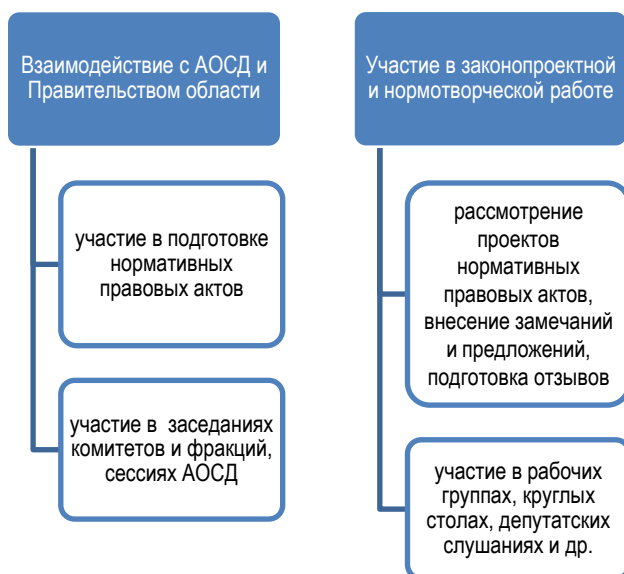 Взаимодействие с АОСД и
Правительством области
участие в подготовке
нормативных
правовых актов
участие в заседаниях
комитетов и фракций,
сессиях АОСД
Участие в законопроектной
и нормотворческой работе
рассмотрение
проектов
нормативных
правовых актов,
внесение замечаний
и предложений,
подготовка отзывов
участие в рабочих
группах, круглых
столах, депутатских
слушаниях и др.